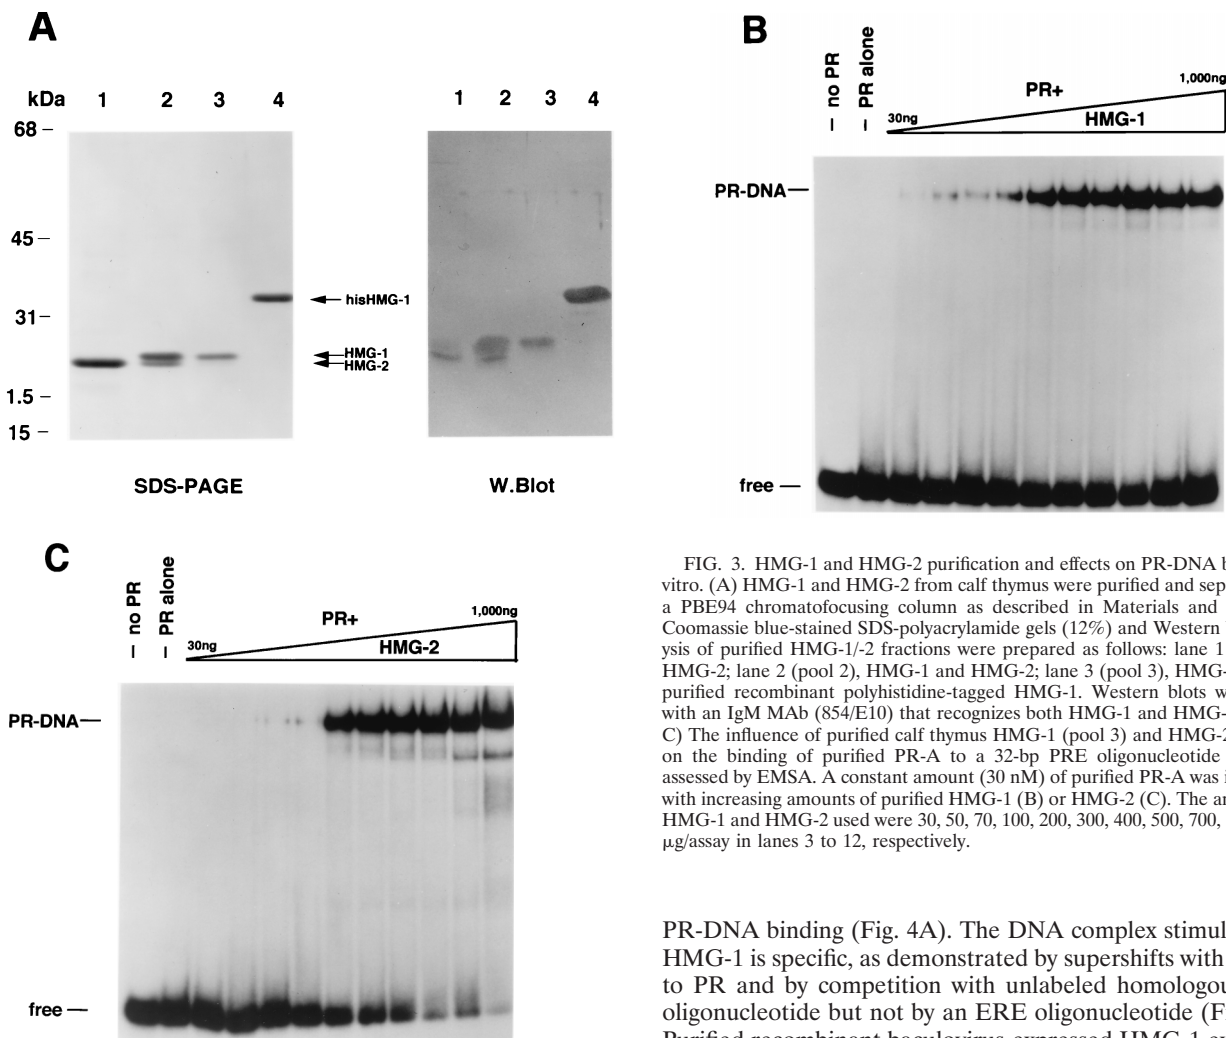 A
kDa 1 2 3 4
1 2 3 4
68
45
31
1.5
15
hisHMG-1
HMG-1
HMG-2
SDS-PAGE
W.Blot
B
– no PR
– PR alone
PR+
30ng
1,000ng
HMG-1
PR-DNA
free
C
– no PR
– PR alone
PR+
30ng
1,000ng
HMG-2
PR-DNA
free
FIG. 3. HMG-1 and HMG-2 purification and effects on PR-DNA
vitro. (A) HMG-1 and HMG-2 from calf thymus were purified and
a PBE94 chromatofocusing column as described in Materials and
Coomassie blue-stained SDS-polyacrylamide gels (12%) and Western
ysis of purified HMG-1/-2 fractions were prepared as follows: lane 1
HMG-2; lane 2 (pool 2), HMG-1 and HMG-2; lane 3 (pool 3), HMG-
purified recombinant polyhistidine-tagged HMG-1. Western blots
with an IgM MAb (854/E10) that recognizes both HMG-1 and HMG-
C) The influence of purified calf thymus HMG-1 (pool 3) and HMG-2
on the binding of purified PR-A to a 32-bp PRE oligonucleotide
assessed by EMSA. A constant amount (30 nM) of purified PR-A was
with increasing amounts of purified HMG-1 (B) or HMG-2 (C). The
HMG-1 and HMG-2 used were 30, 50, 70, 100, 200, 300, 400, 500, 700,
μg/assay in lanes 3 to 12, respectively.
PR-DNA binding (Fig. 4A). The DNA complex
HMG-1 is specific, as demonstrated by supershifts with
to PR and by competition with unlabeled
oligonucleotide but not by an ERE oligonucleotide
Purified recombinant baculovirus-expressed HMG-1